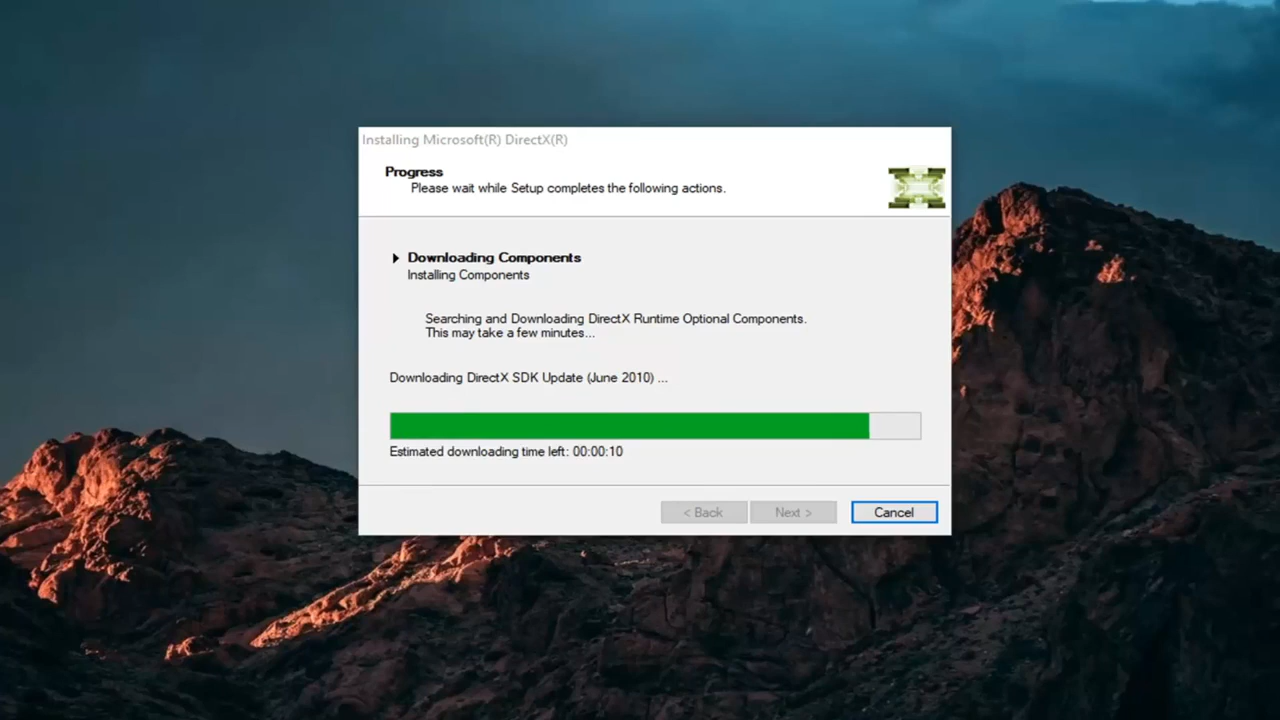 Installing Microsoft(R) DirectX(R)
Progress
Please wait while Setup completes the following actions.
Downloading Components
Installing Components
Searching and Downloading DirectX Runtime Optional Components.
This may take a few minutes...
Downloading DirectX SDK Update (June 2010) ...
Estimated downloading time left: 00:00:10
< Back Next > Cancel